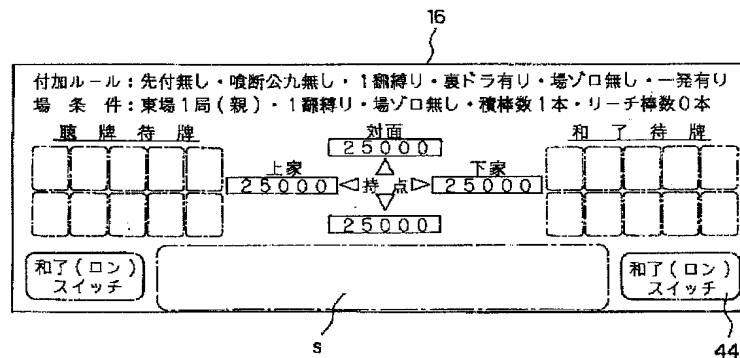 16
付加ルール：先付無し・喰断公九無し・1翻縛り・裏ドラ有り・場ゾロ無し・一発有り
場 条 件：東場1局(親)・1翻縛り・場ゾロ無し・積棒数1本・リーチ棒数0本
聴 牌 待 牌
対面
和 了 待 牌
25000
上家
下家
25000 ◁持 点▷ 25000
25000
和了(ロン)
スイッチ
和了(ロン)
スイッチ
s
44